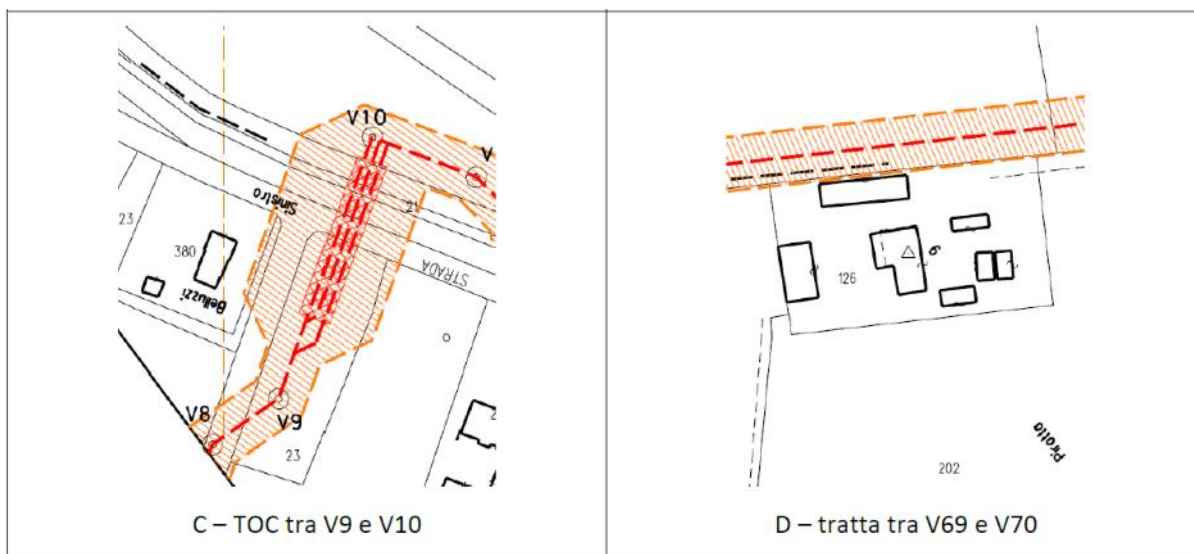 V10
V
Sinistro
21
23
380
STRADA
Belluzzi
V8
V9
23
C – TOC tra V9 e V10
126
6
Pirotta
202
D – tratta tra V69 e V70